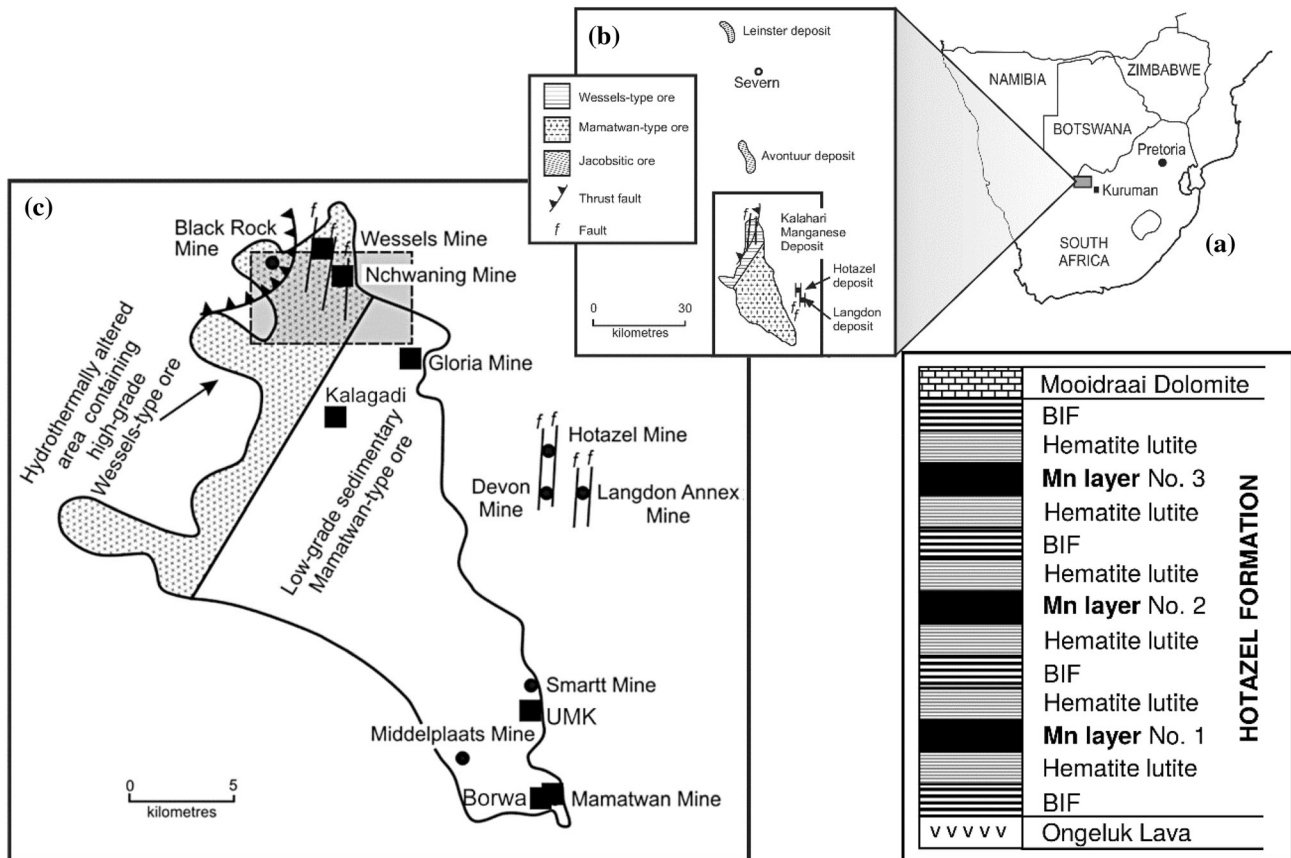 (b)
Leinster deposit
Severn
Avontuur deposit
Wessels-type ore
Mamatwan-type ore
Jacobsitic ore
Thrust fault
f Fault
0 30
kilometres
f f
Kalahari
Manganese
Deposit
Hotazel
deposit
f f
Langdon
deposit
NAMIBIA
ZIMBABWE
BOTSWANA
Pretoria
Kuruman
SOUTH
AFRICA
(a)
(c)
Black Rock
Mine
f
f
f
Wessels Mine
Nchwaning Mine
Gloria Mine
Kalagadi
Hydrothermally altered
area containing
high-grade
Wessels-type ore
Low-grade sedimentary
Mamatwan-type ore
f f
Hotazel Mine
f f
Devon
Mine
Langdon Annex
Mine
Smartt Mine
UMK
Middelplaats Mine
Borwa
Mamatwan Mine
0 5
kilometres
Mooidraai Dolomite
BIF
Hematite lutite
Mn layer No. 3
Hematite lutite
BIF
Hematite lutite
Mn layer No. 2
Hematite lutite
BIF
Hematite lutite
Mn layer No. 1
Hematite lutite
BIF
v v v v v Ongeluk Lava
HOTAZEL FORMATION